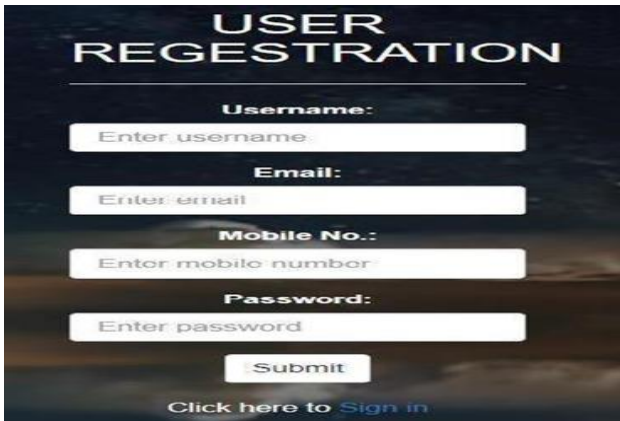 USER
REGESTRATION
Username:
Enter username
Email:
Enter email
Mobile No.:
Enter mobile number
Password:
Enter password
Submit
Click here to Sign in